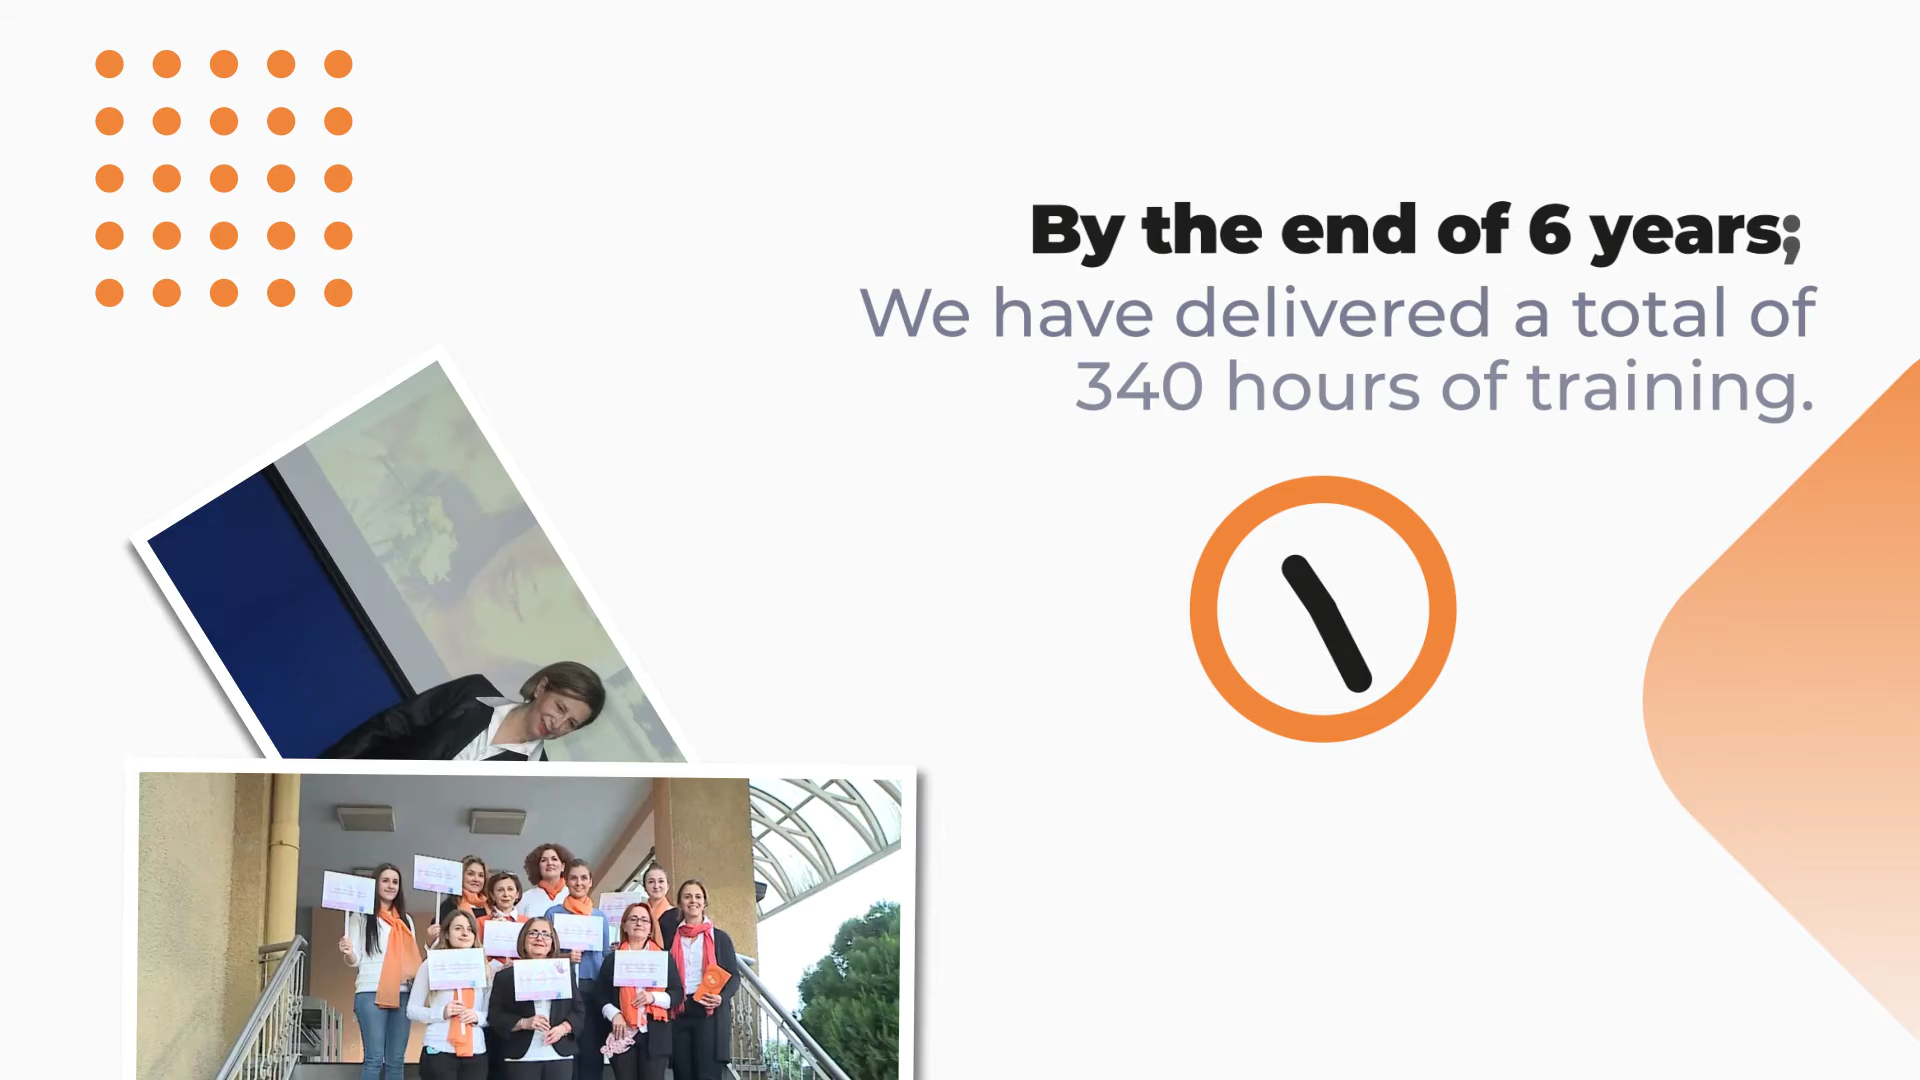 By the end of 6 years;
We have delivered a total of
340 hours of training.